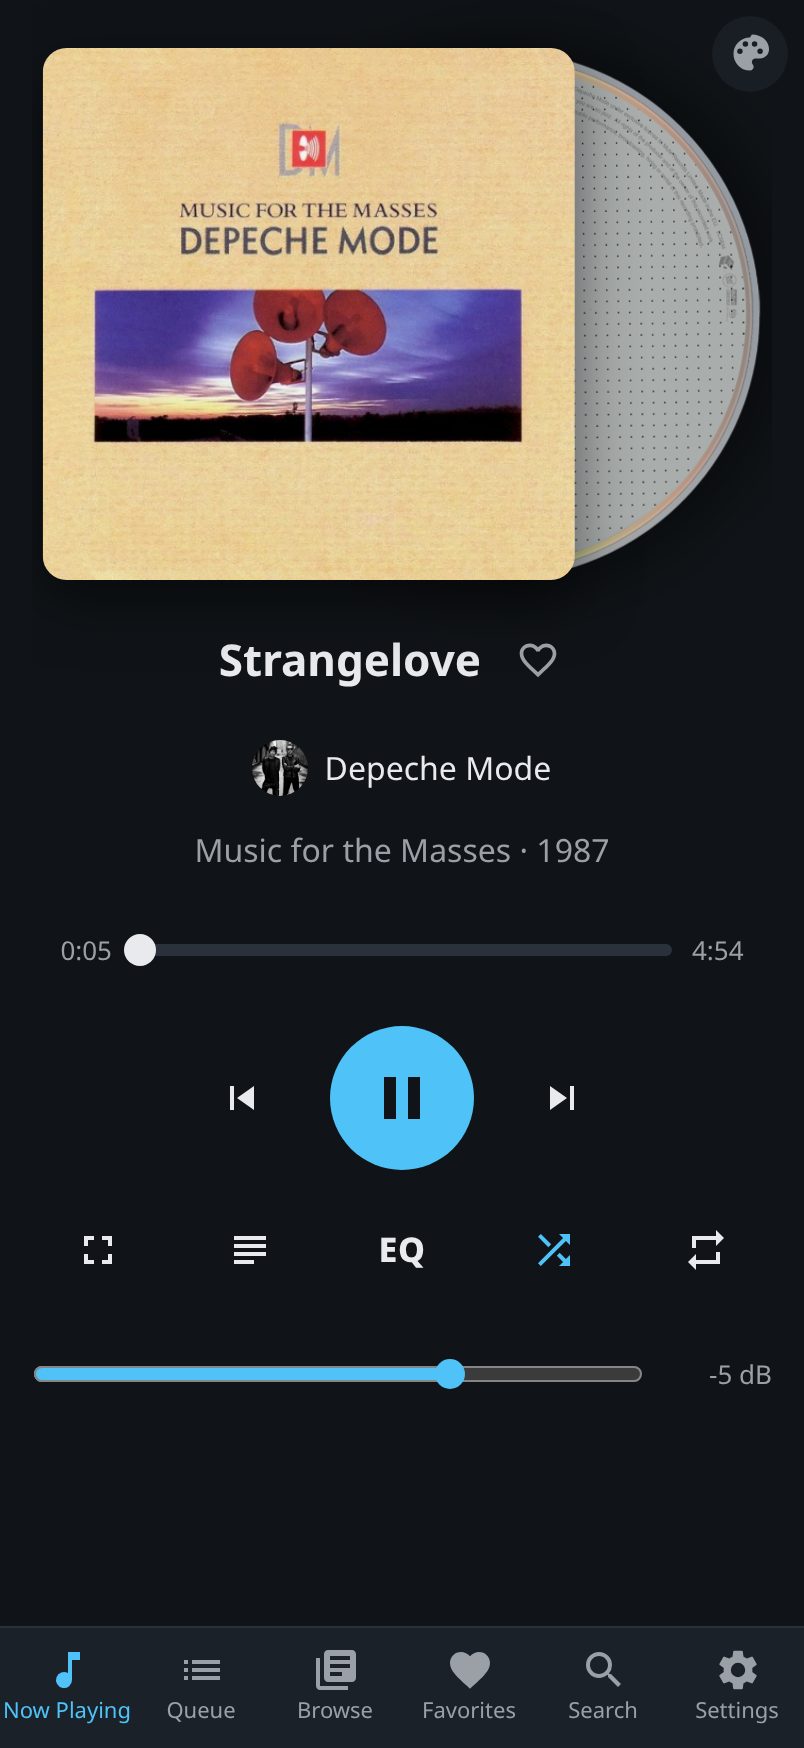 DM
MUSIC FOR THE MASSES
DEPECHE MODE
Strangelove
Depeche Mode
Music for the Masses · 1987
0:05
4:54
EQ
-5 dB
Now Playing
Queue
Browse
Favorites
Search
Settings